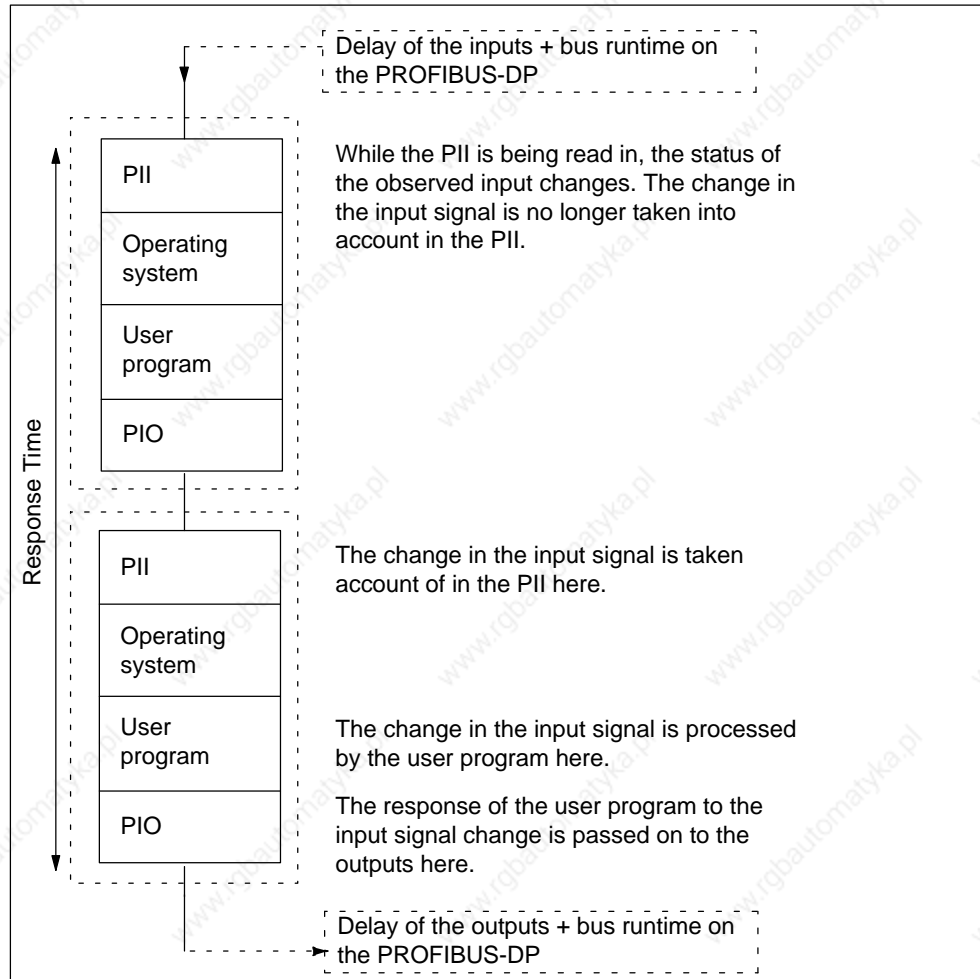 Delay of the inputs + bus runtime on
the PROFIBUS-DP
PII
While the PII is being read in, the status of
the observed input changes. The change in
the input signal is no longer taken into
account in the PII.
Operating
system
User
program
PIO
Response Time
PII
The change in the input signal is taken
account of in the PII here.
Operating
system
User
program
The change in the input signal is processed
by the user program here.
PIO
The response of the user program to the
input signal change is passed on to the
outputs here.
Delay of the outputs + bus runtime on
the PROFIBUS-DP
www.rgbautomatyka.pl